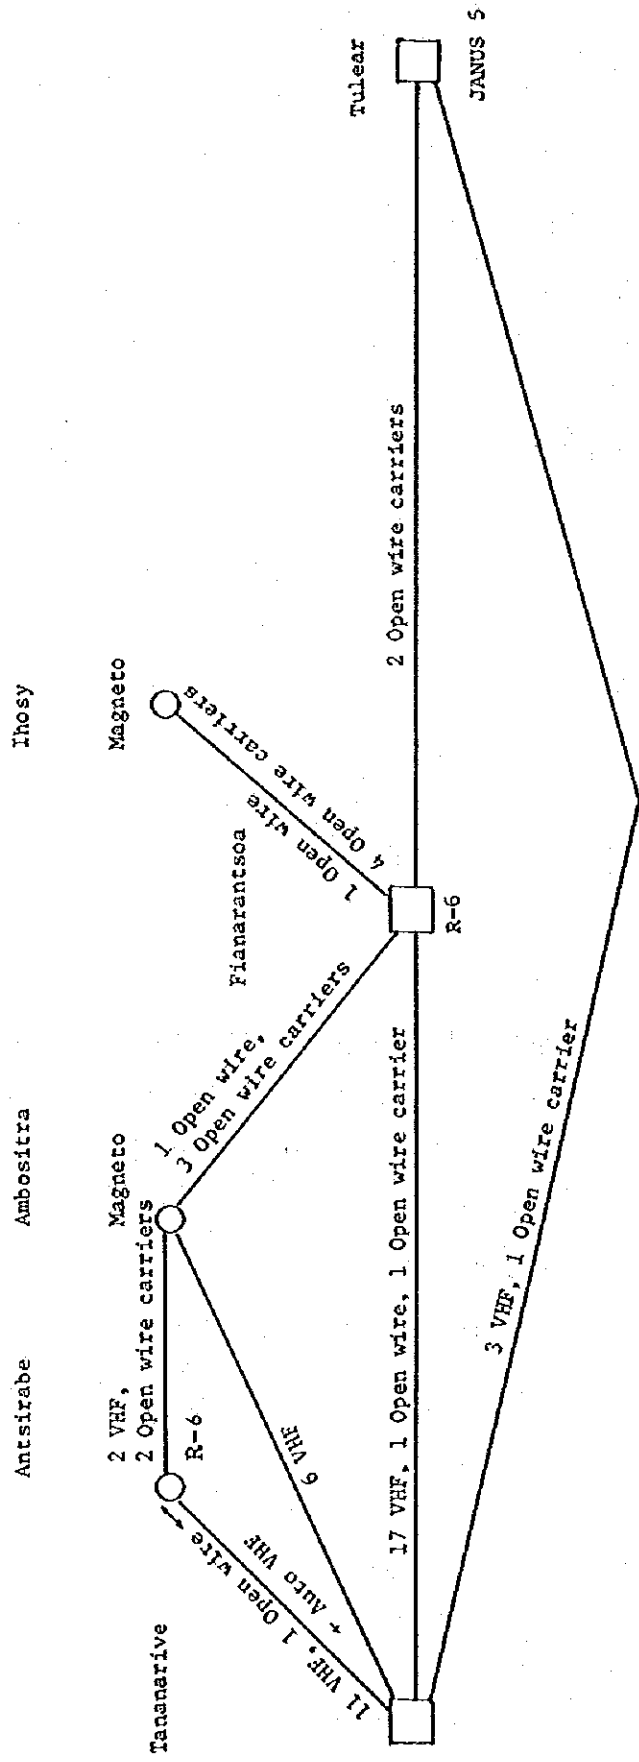 Tananarive
Antsirabe
Ambositra
Ihosy
Tulear
JANUS 5
2 VHF,
2 Open wire carriers
Magneto
R-6
11 VHF, 1 Open wire
+ Auto VHF
6 VHF
1 Open wire,
3 Open wire carriers
Fianarantsoa
R-6
Magneto
1 Open wire
4 Open wire carriers
17 VHF, 1 Open wire, 1 Open wire carrier
2 Open wire carriers
3 VHF, 1 Open wire carrier